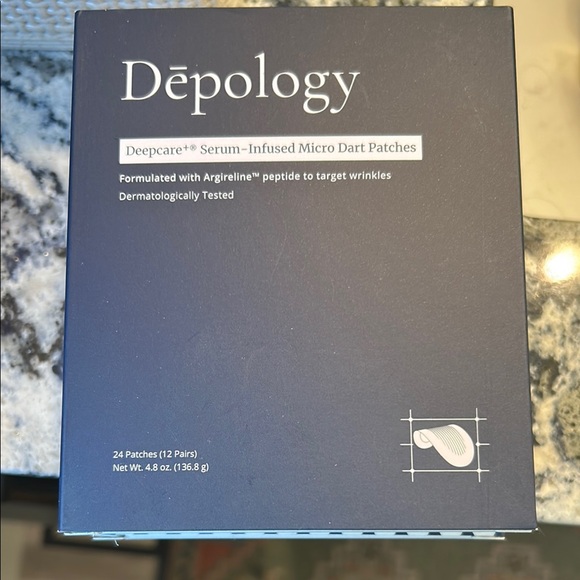 Dēpology
Deepcare+® Serum-Infused Micro Dart Patches
Formulated with Argireline™ peptide to target wrinkles
Dermatologically Tested
24 Patches (12 Pairs)
Net Wt. 4.8 oz. (136.8 g)